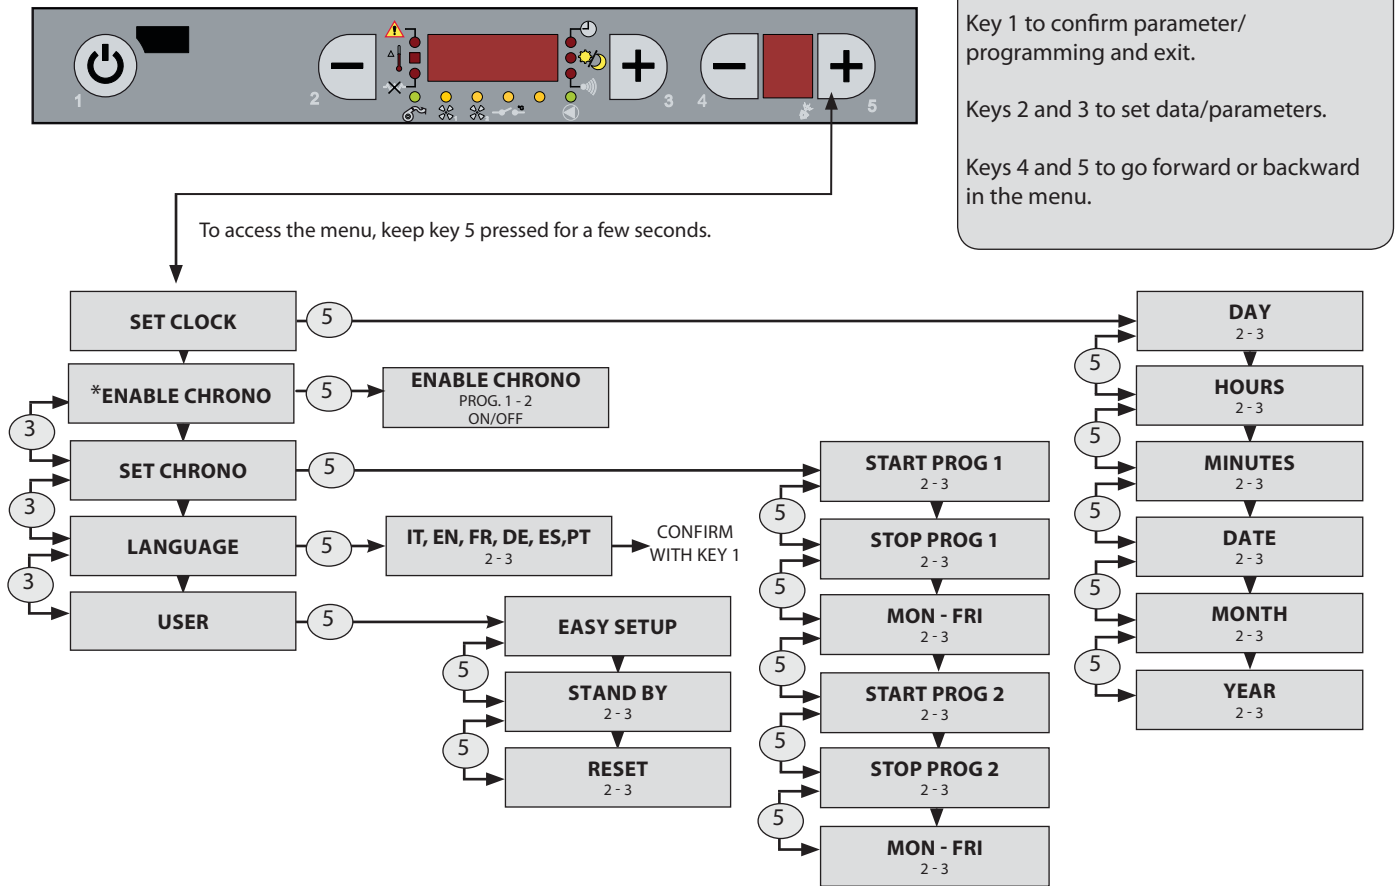 Key 1 to confirm parameter/
programming and exit.
Keys 2 and 3 to set data/parameters.
Keys 4 and 5 to go forward or backward
in the menu.
1
2
3
4
5
To access the menu, keep key 5 pressed for a few seconds.
SET CLOCK
5
*ENABLE CHRONO
5
ENABLE CHRONO
PROG. 1 - 2
ON/OFF
3
SET CHRONO
5
3
LANGUAGE
5
IT, EN, FR, DE, ES,PT
2 - 3
CONFIRM
WITH KEY 1
3
USER
5
EASY SETUP
5
STAND BY
2 - 3
5
RESET
2 - 3
START PROG 1
2 - 3
5
STOP PROG 1
2 - 3
5
MON - FRI
2 - 3
5
START PROG 2
2 - 3
5
STOP PROG 2
2 - 3
5
MON - FRI
2 - 3
DAY
2 - 3
5
HOURS
2 - 3
5
MINUTES
2 - 3
5
DATE
2 - 3
5
MONTH
2 - 3
5
YEAR
2 - 3